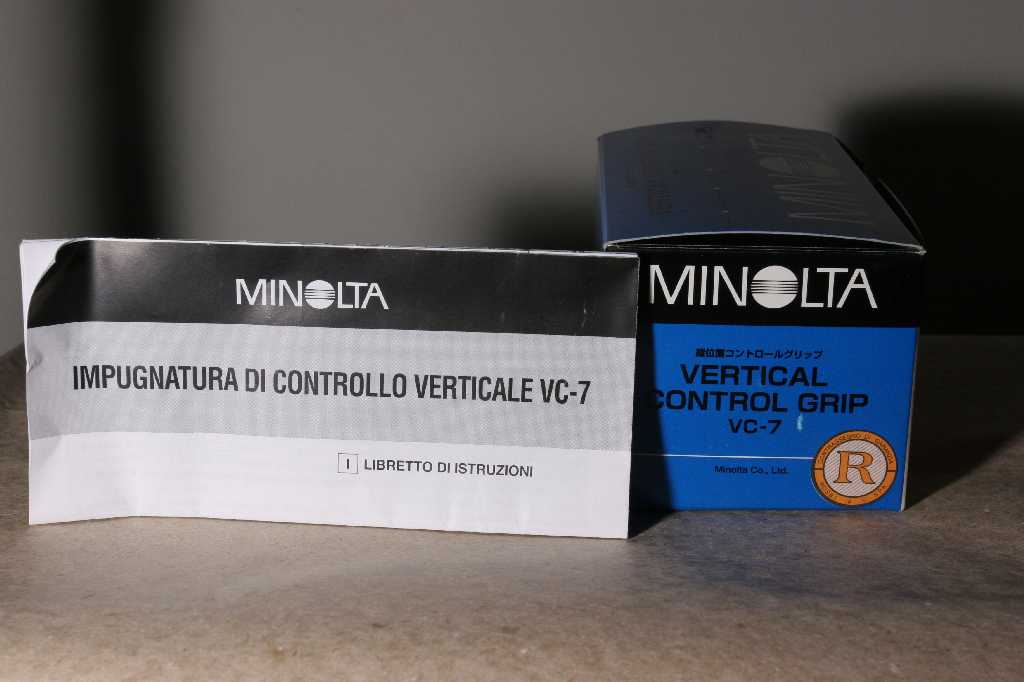 MINOLTA
IMPUGNATURA DI CONTROLLO VERTICALE VC-7
I LIBRETTO DI ISTRUZIONI
MINOLTA
MINOLTA
縦位置コントロールグリップ
VERTICAL
CONTROL GRIP
VC-7
Minolta Co., Ltd.
R